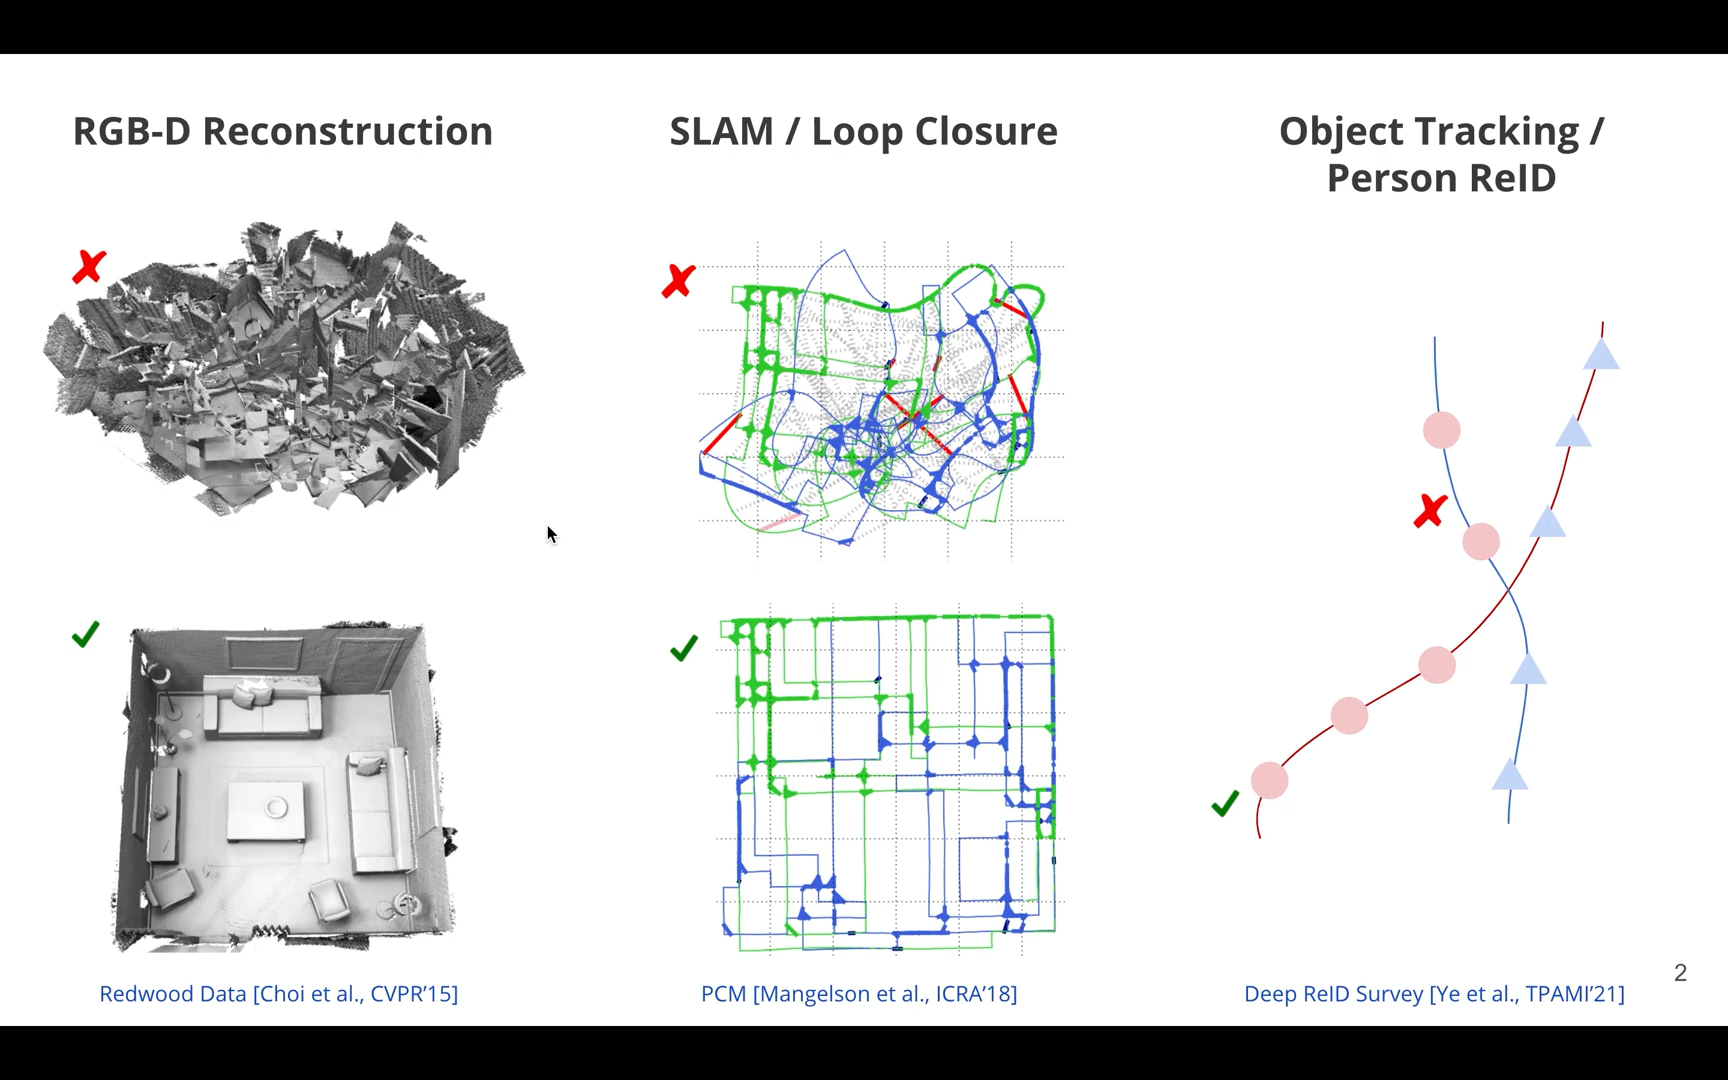 RGB-D Reconstruction
SLAM / Loop Closure
Object Tracking /
Person ReID
Redwood Data [Choi et al., CVPR’15]
PCM [Mangelson et al., ICRA’18]
Deep ReID Survey [Ye et al., TPAMI’21]
2